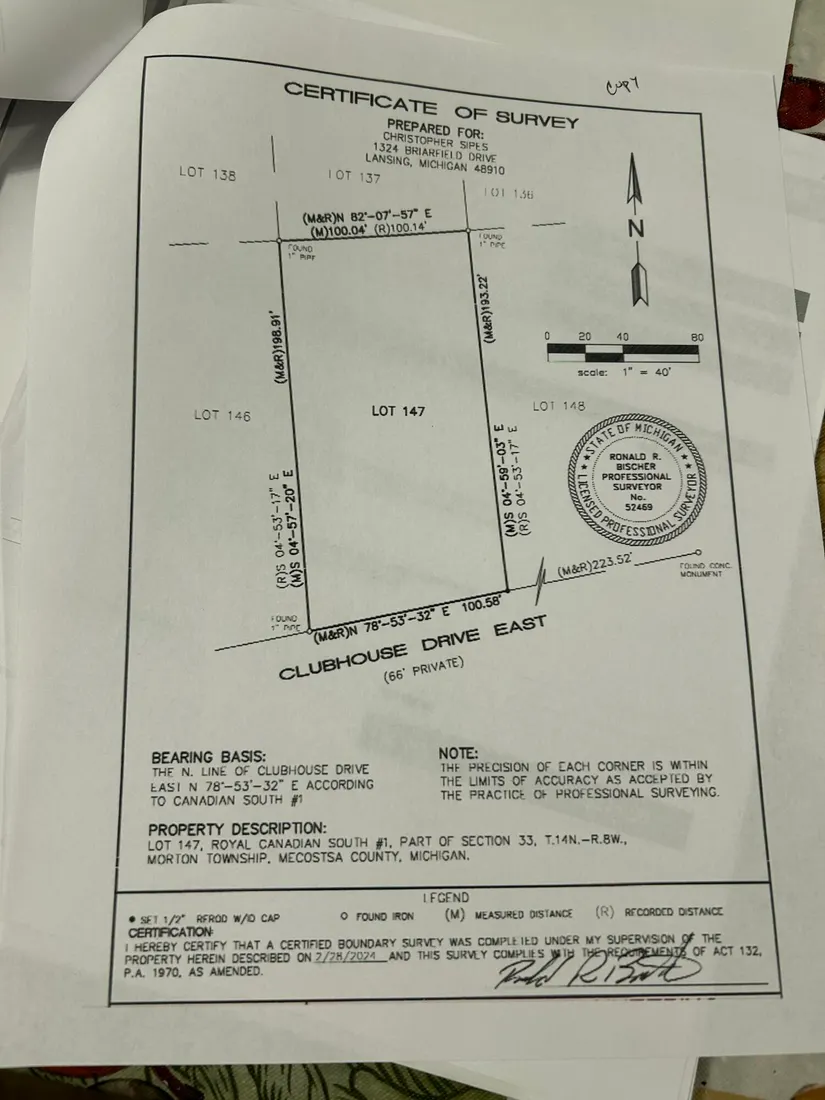 COPY
CERTIFICATE OF SURVEY
PREPARED FOR:
CHRISTOPHER SIPES
1324 BRIARFIELD DRIVE
LANSING, MICHIGAN 48910
LOT 138
LOT 137
LOT 136
(M&R)N 82°-07'-57" E
(M)100.04' (R)100.14'
FOUND
1" PIPE
FOUND
1" PIPE
N
(M&R)198.91'
(M&R)193.22'
0 20 40 80
scale: 1" = 40'
LOT 146
LOT 147
LOT 148
STATE OF MICHIGAN
RONALD R.
BISCHER
PROFESSIONAL
SURVEYOR
No.
52469
LICENSED PROFESSIONAL SURVEYOR
(R)S 04°-53'-17" E
(M)S 04°-57'-20" E
(M)S 04°-59'-03" E
(R)S 04°-53'-17" E
(M&R)223.52'
FOUND CONC.
MONUMENT
FOUND
1" PIPE
(M&R)N 78°-53'-32" E 100.58'
CLUBHOUSE DRIVE EAST
(66' PRIVATE)
BEARING BASIS:
THE N. LINE OF CLUBHOUSE DRIVE
EAST N 78°-53'-32" E ACCORDING
TO CANADIAN SOUTH #1
NOTE:
THE PRECISION OF EACH CORNER IS WITHIN
THE LIMITS OF ACCURACY AS ACCEPTED BY
THE PRACTICE OF PROFESSIONAL SURVEYING.
PROPERTY DESCRIPTION:
LOT 147, ROYAL CANADIAN SOUTH #1, PART OF SECTION 33, T.14N.-R.8W.,
MORTON TOWNSHIP, MECOSTSA COUNTY, MICHIGAN.
LEGEND
SET 1/2" REROD W/ID CAP
FOUND IRON
(M) MEASURED DISTANCE
(R) RECORDED DISTANCE
CERTIFICATION:
I HEREBY CERTIFY THAT A CERTIFIED BOUNDARY SURVEY WAS COMPLETED UNDER MY SUPERVISION OF THE
PROPERTY HEREIN DESCRIBED ON 2/28/2024 AND THIS SURVEY COMPLIES WITH THE REQUIREMENTS OF ACT 132,
P.A. 1970, AS AMENDED.